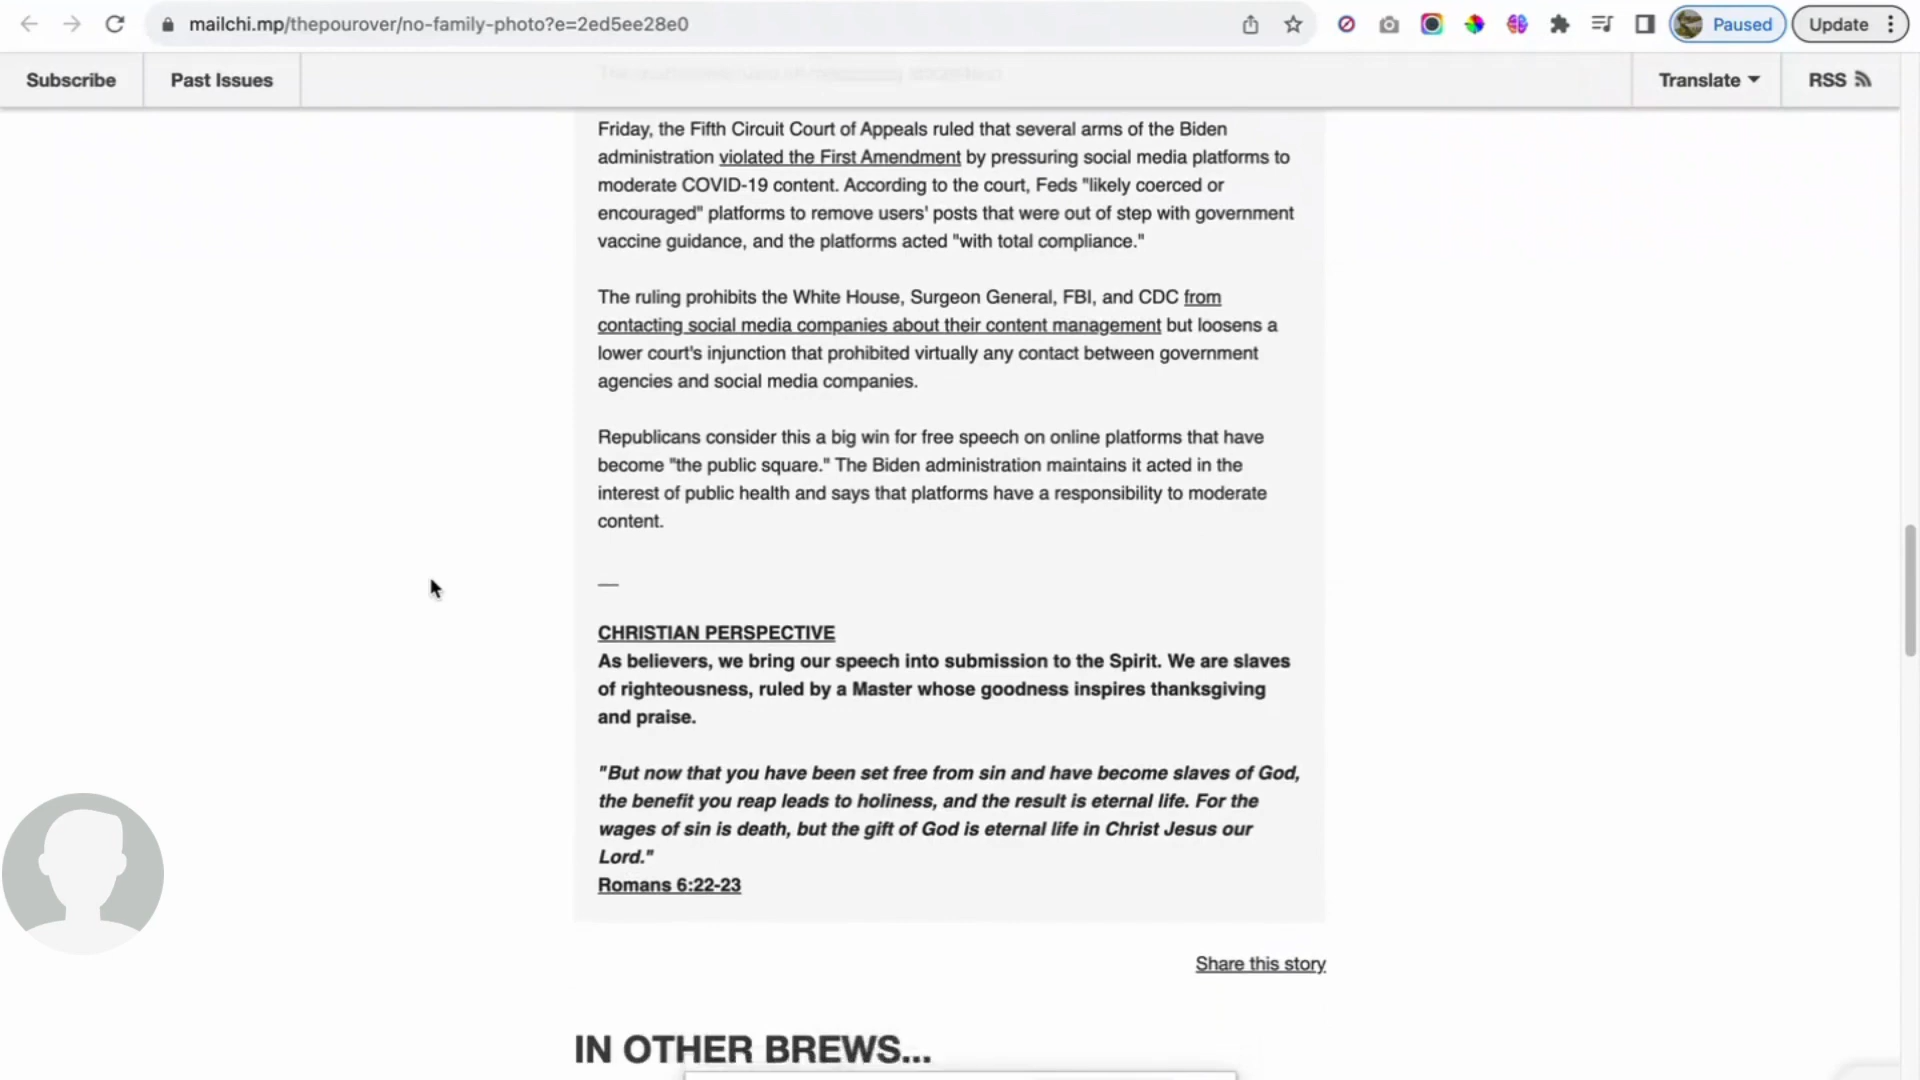 mailchi.mp/thepourover/no-family-photo?e=2ed5ee28e0
Paused
Update
Subscribe
Past Issues
Translate
RSS
Friday, the Fifth Circuit Court of Appeals ruled that several arms of the Biden
administration violated the First Amendment by pressuring social media platforms to
moderate COVID-19 content. According to the court, Feds "likely coerced or
encouraged" platforms to remove users' posts that were out of step with government
vaccine guidance, and the platforms acted "with total compliance."
The ruling prohibits the White House, Surgeon General, FBI, and CDC from
contacting social media companies about their content management but loosens a
lower court's injunction that prohibited virtually any contact between government
agencies and social media companies.
Republicans consider this a big win for free speech on online platforms that have
become "the public square." The Biden administration maintains it acted in the
interest of public health and says that platforms have a responsibility to moderate
content.
—
CHRISTIAN PERSPECTIVE
As believers, we bring our speech into submission to the Spirit. We are slaves
of righteousness, ruled by a Master whose goodness inspires thanksgiving
and praise.
"But now that you have been set free from sin and have become slaves of God,
the benefit you reap leads to holiness, and the result is eternal life. For the
wages of sin is death, but the gift of God is eternal life in Christ Jesus our
Lord."
Romans 6:22-23
Share this story
IN OTHER BREWS...